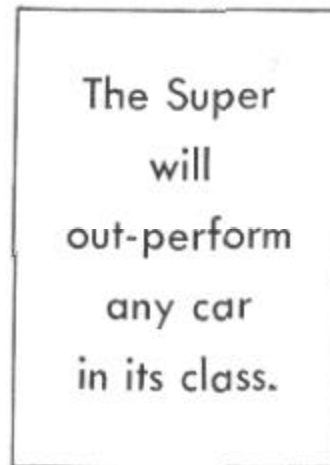 The Super
will
out-perform
any car
in its class.